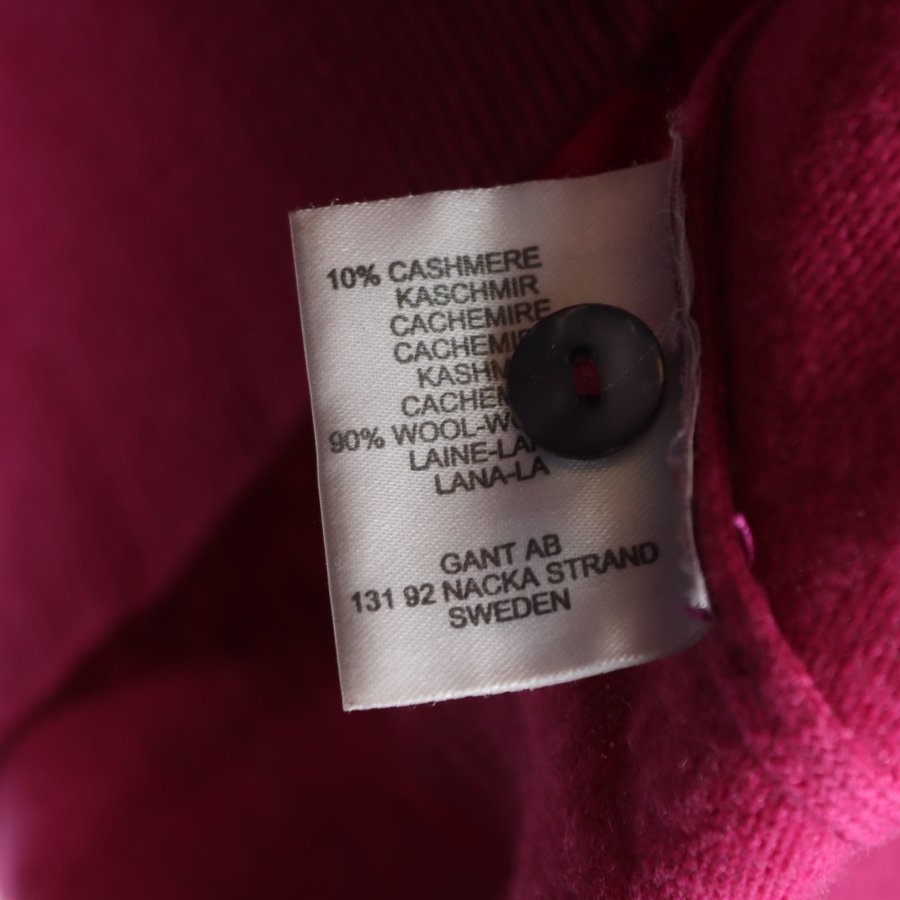 10% CASHMERE
KASCHMIR
CACHEMIRE
90% WOOL-
LAINE-
LANA-
GANT AB
131 92 NACKA STRAND
SWEDEN